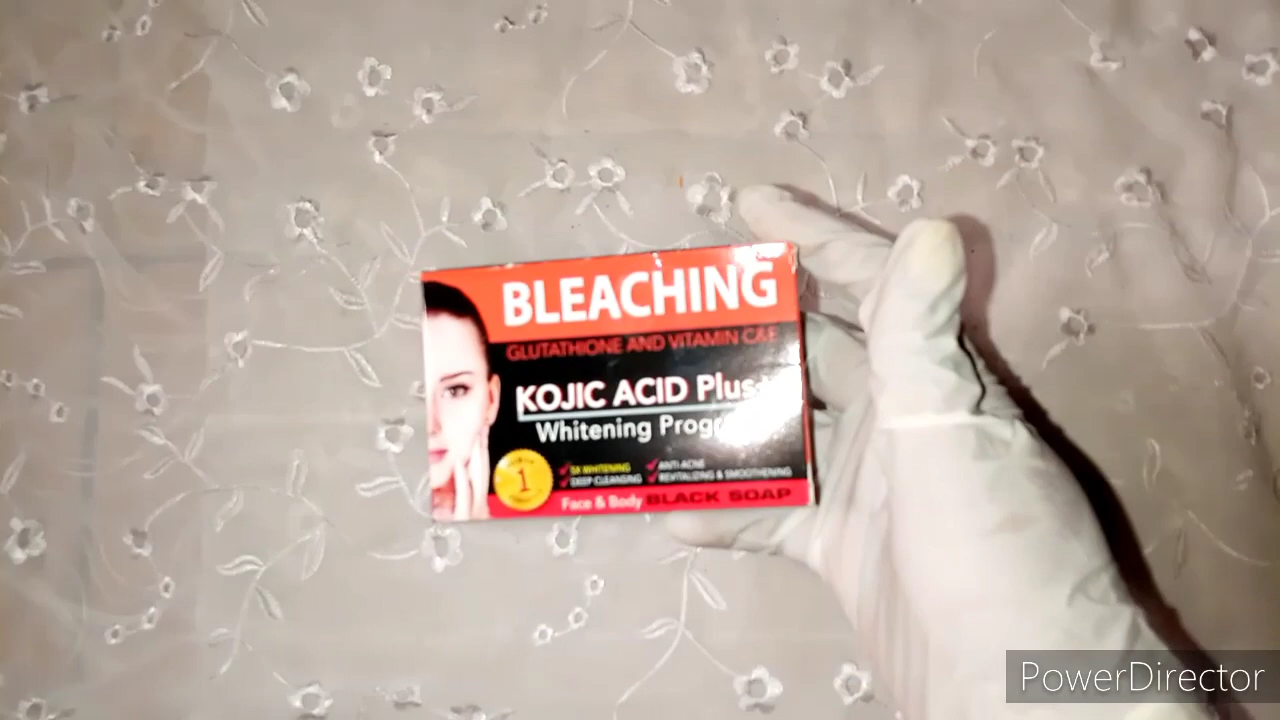 BLEACHING
GLUTATHIONE AND VITAMIN C&E
KOJIC ACID Plus+
Whitening Progr
1
5X WHITENING
ANTI-ACNE
DEEP CLEANSING
REVITALIZING & SMOOTHENING
Face & Body BLACK SOAP
PowerDirector